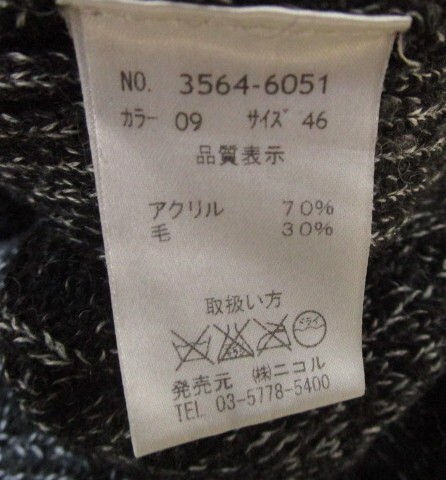 NO. 3564-6051
カラー 09 サイズ 46
品質表示
アクリル 70%
毛 30%
取扱い方
ドライ
発売元 (株)ニコル
TEL 03-5778-5400